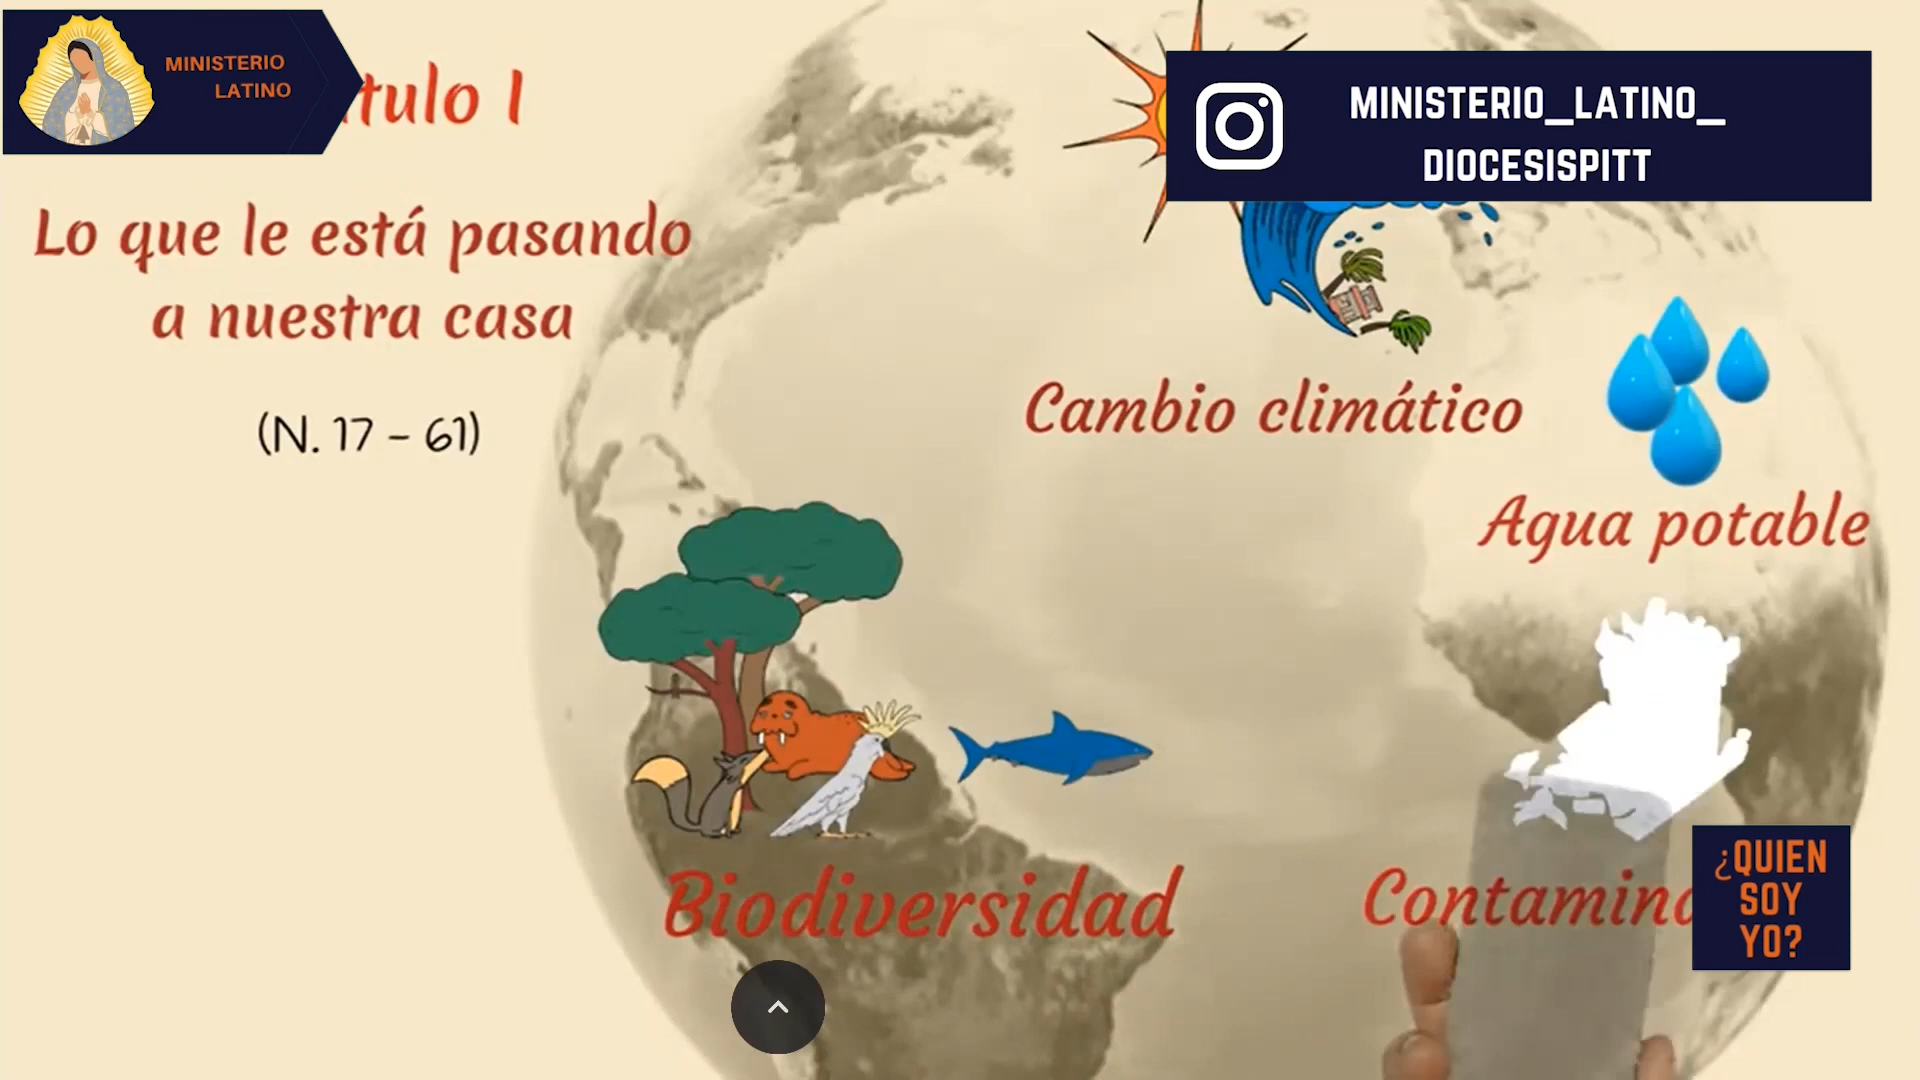 MINISTERIO
LATINO
tulo I
Lo que le está pasando
a nuestra casa
(N. 17 - 61)
MINISTERIO_LATINO_
DIOCESISPITT
Cambio climático
Agua potable
Biodiversidad
Contamina
¿QUIEN
SOY
YO?